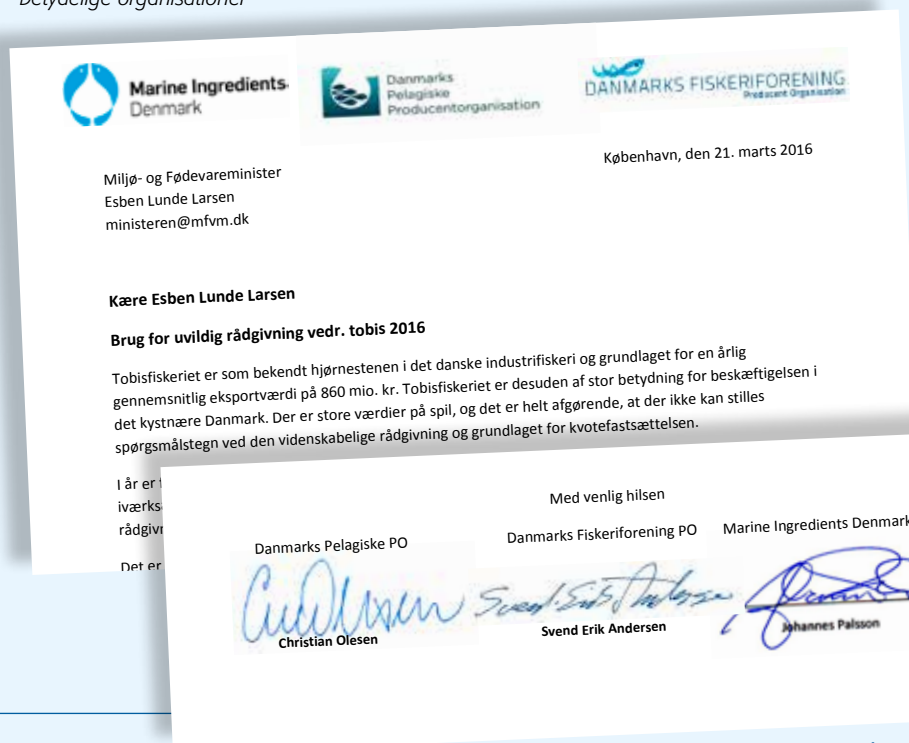 Betydelige organisationer
Marine Ingredients
Denmark
Danmarks
Pelagiske
Producentorganisation
DANMARKS FISKERIFORENING
Producent Organisation
København, den 21. marts 2016
Miljø- og Fødevareminister
Esben Lunde Larsen
ministeren@mfvm.dk
Kære Esben Lunde Larsen
Brug for uvildig rådgivning vedr. tobis 2016
Tobisfiskeriet er som bekendt hjørnestenen i det danske industrifiskeri og grundlaget for en årlig
gennemsnitlig eksportværdi på 860 mio. kr. Tobisfiskeriet er desuden af stor betydning for beskæftigelsen i
det kystnære Danmark. Der er store værdier på spil, og det er helt afgørende, at der ikke kan stilles
spørgsmålstegn ved den videnskabelige rådgivning og grundlaget for kvotefastsættelsen.
I år er
Det er
Med venlig hilsen
Danmarks Pelagiske PO
Danmarks Fiskeriforening PO
Marine Ingredients Denmark
Svend-Erik Andersen
Christian Olesen
Svend Erik Andersen
Johannes Palsson